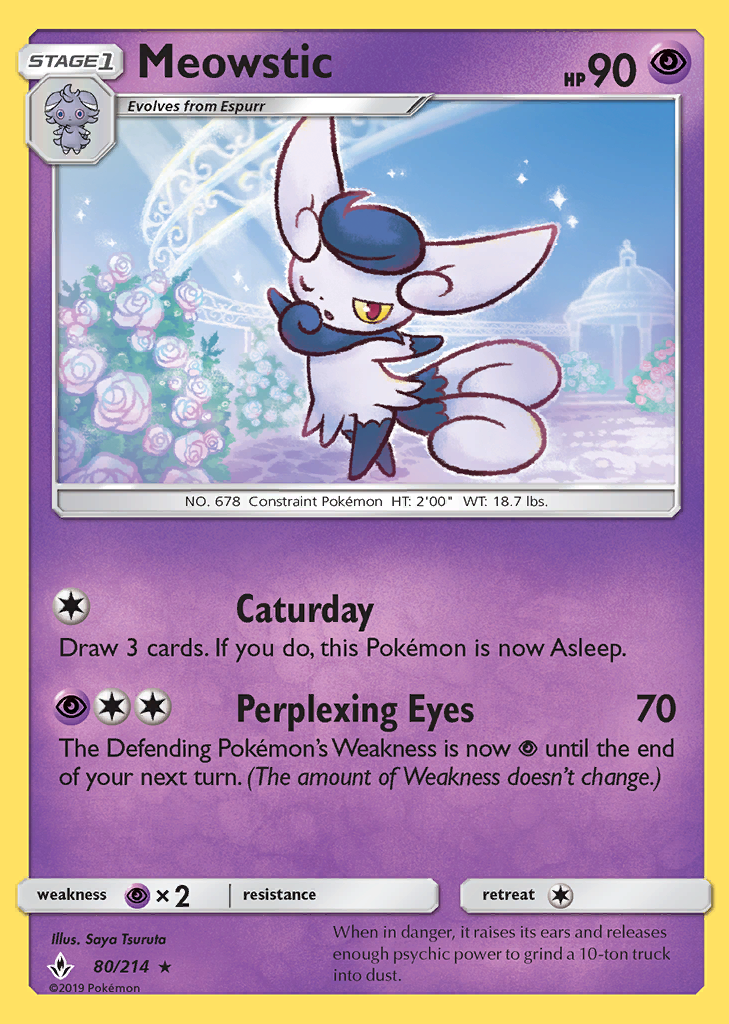 STAGE1
Meowstic
HP 90
Evolves from Espurr
NO. 678 Constraint Pokémon HT: 2'00" WT: 18.7 lbs.
Caturday
Draw 3 cards. If you do, this Pokémon is now Asleep.
Perplexing Eyes 70
The Defending Pokémon's Weakness is now until the end
of your next turn. (The amount of Weakness doesn't change.)
weakness ×2 resistance retreat
Illus. Saya Tsuruta
80/214 ★
©2019 Pokémon
When in danger, it raises its ears and releases
enough psychic power to grind a 10-ton truck
into dust.